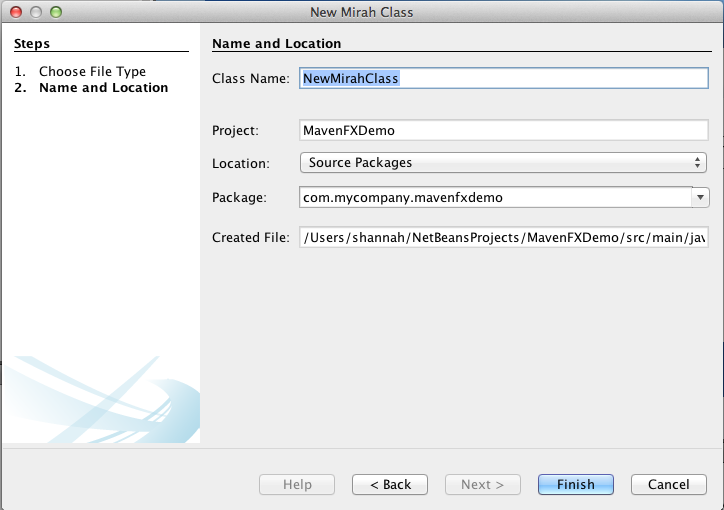 New Mirah Class
Steps
1. Choose File Type
2. Name and Location
Name and Location
Class Name: NewMirahClass
Project: MavenFXDemo
Location: Source Packages
Package: com.mycompany.mavenfxdemo
Created File: /Users/shannah/NetBeansProjects/MavenFXDemo/src/main/jav
Help < Back Next > Finish Cancel